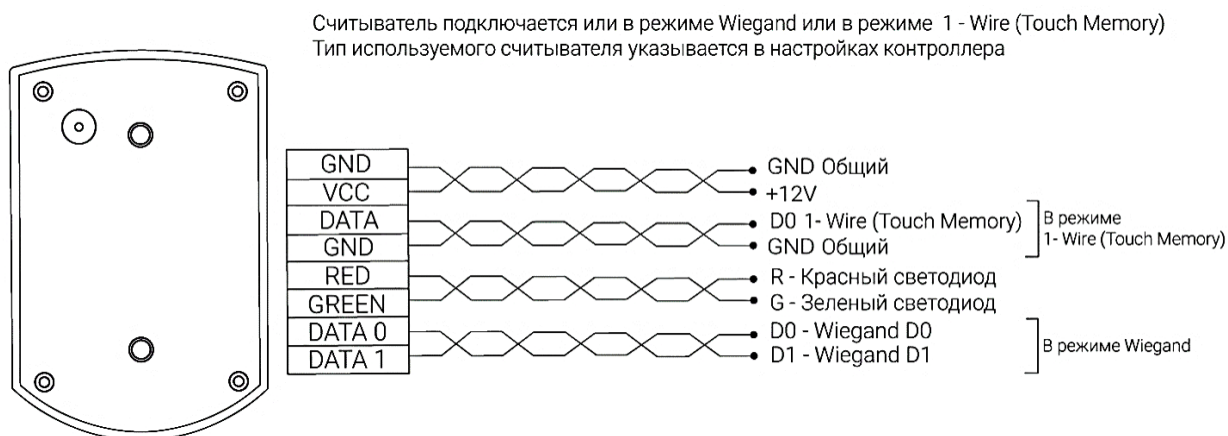 Считыватель подключается или в режиме Wiegand или в режиме 1 - Wire (Touch Memory)
Тип используемого считывателя указывается в настройках контроллера
GND
VCC
DATA
GND
RED
GREEN
DATA 0
DATA 1
GND Общий
+12V
D0 1- Wire (Touch Memory)
GND Общий
R - Красный светодиод
G - Зеленый светодиод
D0 - Wiegand D0
D1 - Wiegand D1
В режиме
1- Wire (Touch Memory)
В режиме Wiegand